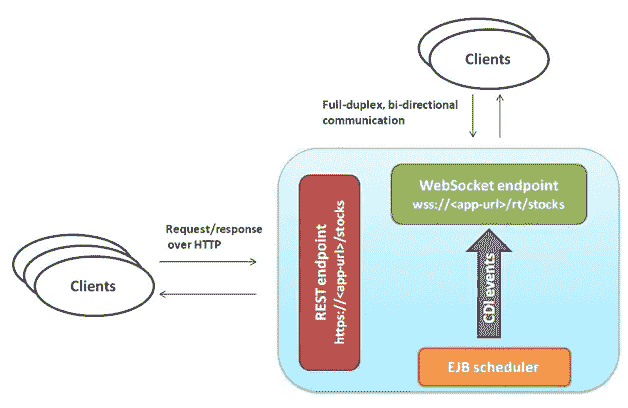 Clients
Full-duplex, bi-directional
communication
WebSocket endpoint
wss://<app-url>/rt/stocks
Request/response
over HTTP
Clients
REST endpoint
https://<app-url>/stocks
CDI events
EJB scheduler